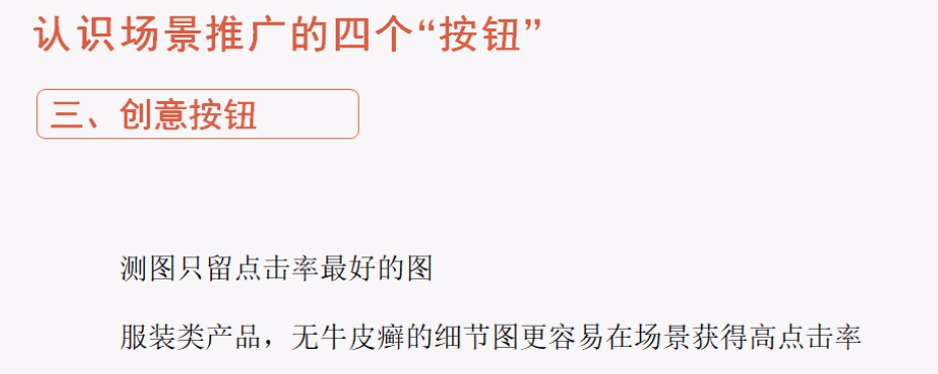 认识场景推广的四个“按钮”
三、创意按钮
测图只留点击率最好的图
服装类产品，无牛皮癣的细节图更容易在场景获得高点击率